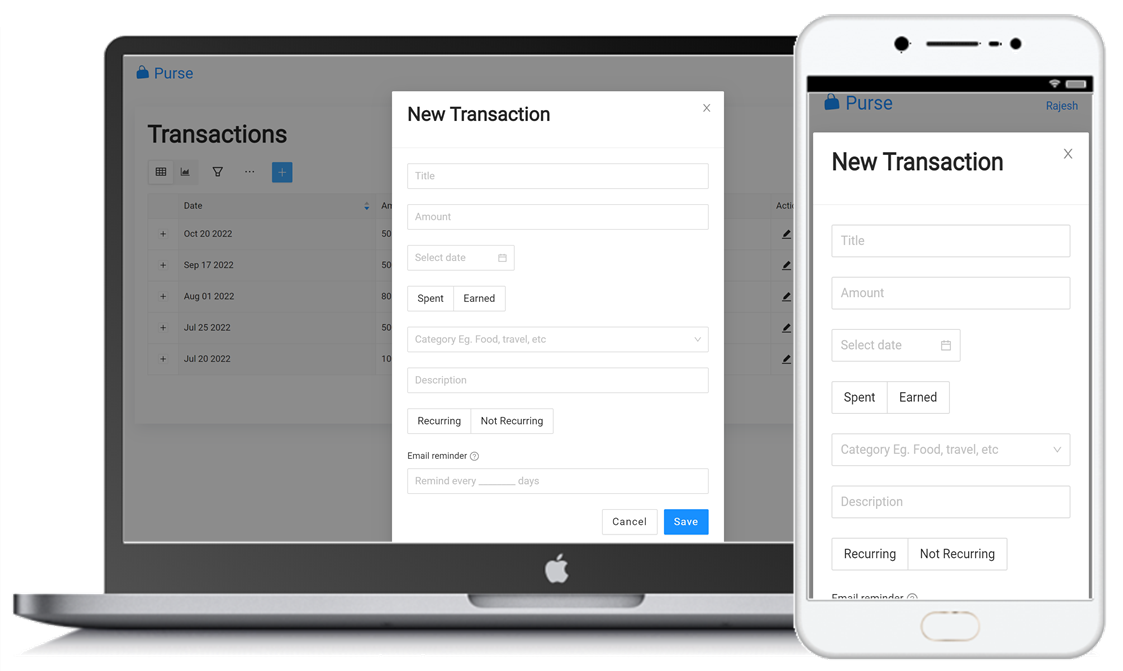 Purse
Transactions
Date
Oct 20 2022
50
Sep 17 2022
50
Aug 01 2022
80
Jul 25 2022
50
Jul 20 2022
10
New Transaction
Title
Amount
Select date
Spent Earned
Category Eg. Food, travel, etc
Description
Recurring Not Recurring
Email reminder
Remind every _______ days
Cancel Save
Purse Rajesh
New Transaction
Title
Amount
Select date
Spent Earned
Category Eg. Food, travel, etc
Description
Recurring Not Recurring
Email reminder